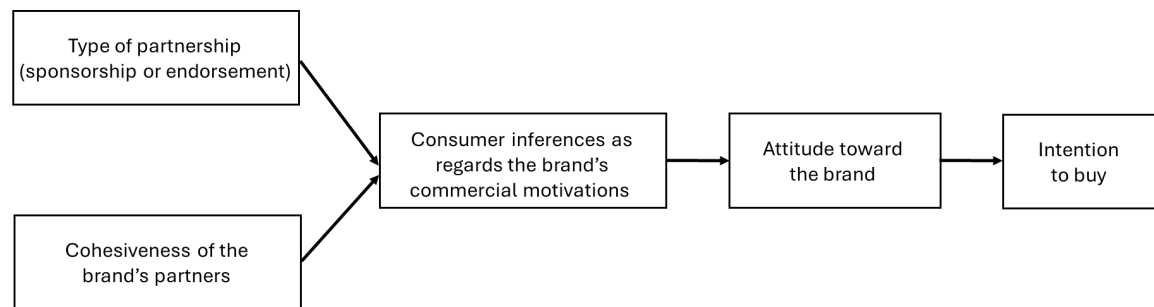 Type of partnership
(sponsorship or endorsement)
Consumer inferences as
regards the brand’s
commercial motivations
Attitude toward
the brand
Intention
to buy
Cohesiveness of the
brand’s partners